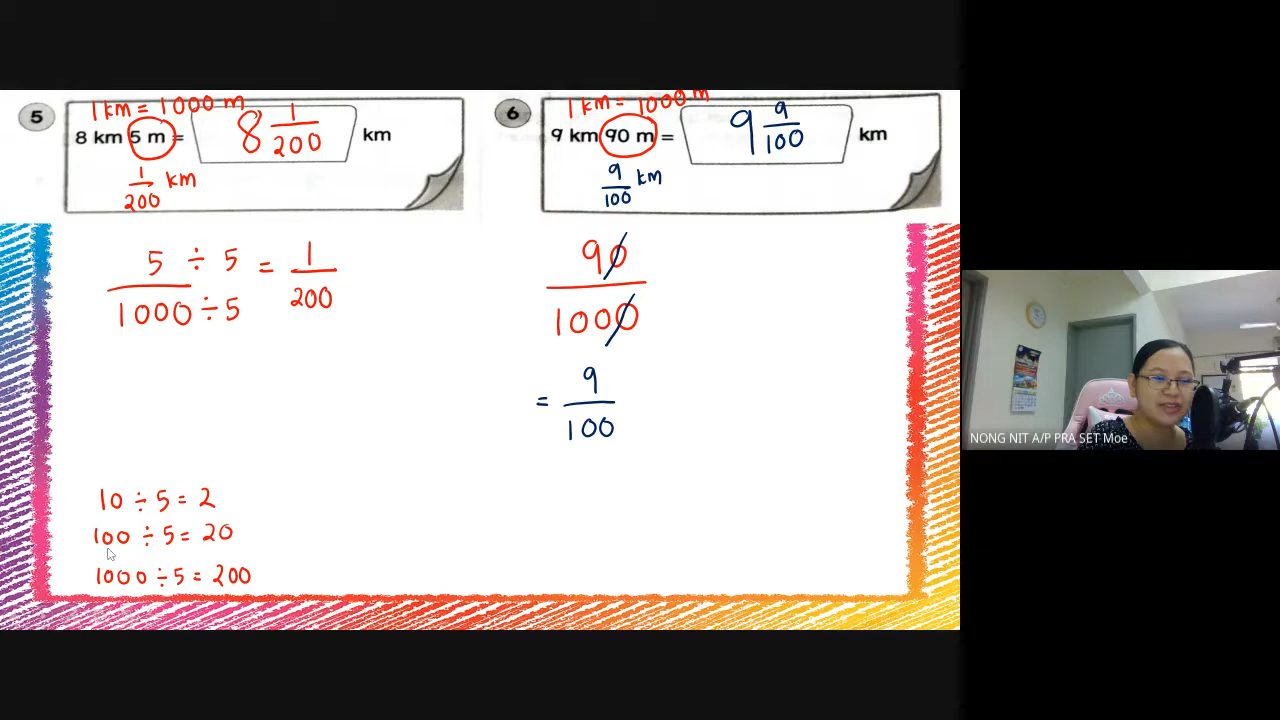 5
1 km = 1000 m
8 km 5 m = 8 1/200 km
1/200 km
5 ÷ 5 = 1
1000 ÷ 5 200
10 ÷ 5 = 2
100 ÷ 5 = 20
1000 ÷ 5 = 200
6
1 km = 1000 m
9 km 90 m = 9 9/100 km
9/100 km
90
1000
= 9/100
NONG NIT A/P PRA SET Moe